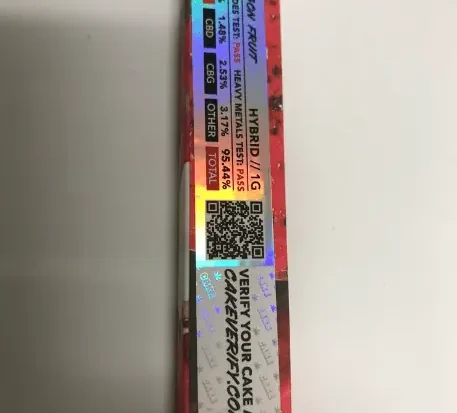 ON FRUIT
HYBRID // 1G
DES TEST: PASS HEAVY METALS TEST: PASS
1.48% 2.53% 3.17% 95.44%
CBD CBG OTHER TOTAL
VERIFY YOUR CAKE
CAKEVERIFY.CO
CAKE